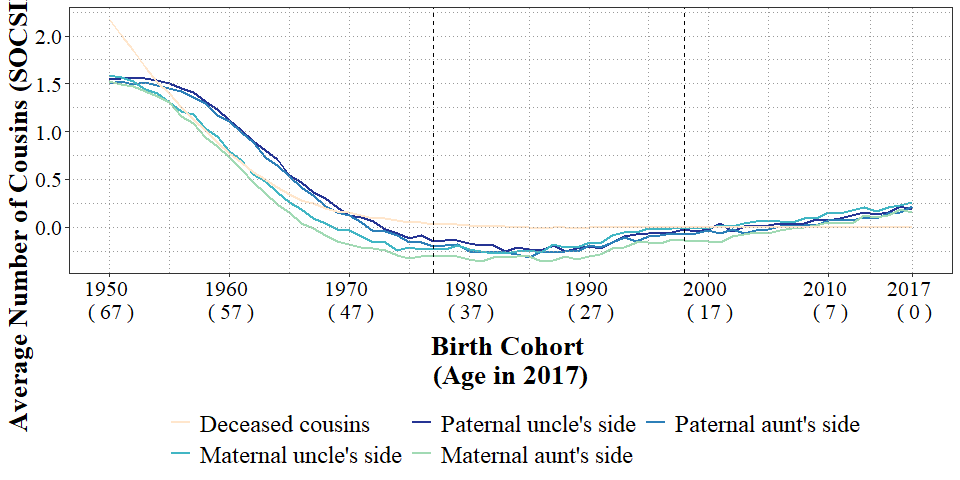 Average Number of Cousins (SOCSI
2.0
1.5
1.0
0.5
0.0
1950 1960 1970 1980 1990 2000 2010 2017
( 67 ) ( 57 ) ( 47 ) ( 37 ) ( 27 ) ( 17 ) ( 7 ) ( 0 )
Birth Cohort
(Age in 2017)
Deceased cousins Paternal uncle's side Paternal aunt's side
Maternal uncle's side Maternal aunt's side